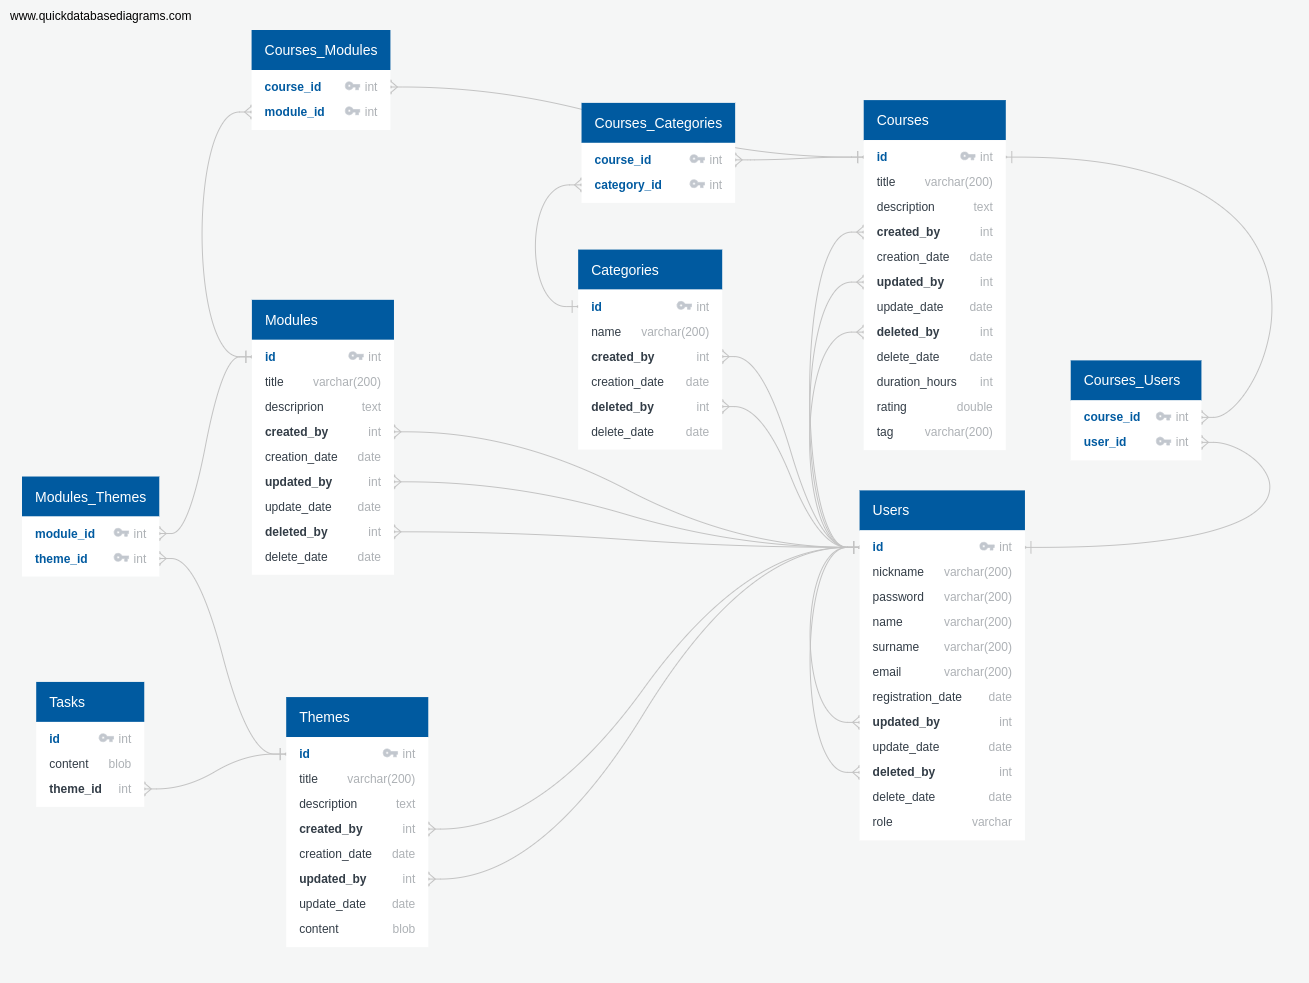 www.quickdatabasediagrams.com
Courses_Modules
course_id int
module_id int
Courses_Categories
course_id int
category_id int
Courses
id int
title varchar(200)
description text
created_by int
creation_date date
updated_by int
update_date date
deleted_by int
delete_date date
duration_hours int
rating double
tag varchar(200)
Categories
id int
name varchar(200)
created_by int
creation_date date
deleted_by int
delete_date date
Modules
id int
title varchar(200)
descriprion text
created_by int
creation_date date
updated_by int
update_date date
deleted_by int
delete_date date
Courses_Users
course_id int
user_id int
Modules_Themes
module_id int
theme_id int
Users
id int
nickname varchar(200)
password varchar(200)
name varchar(200)
surname varchar(200)
email varchar(200)
registration_date date
updated_by int
update_date date
deleted_by int
delete_date date
role varchar
Tasks
id int
content blob
theme_id int
Themes
id int
title varchar(200)
description text
created_by int
creation_date date
updated_by int
update_date date
content blob